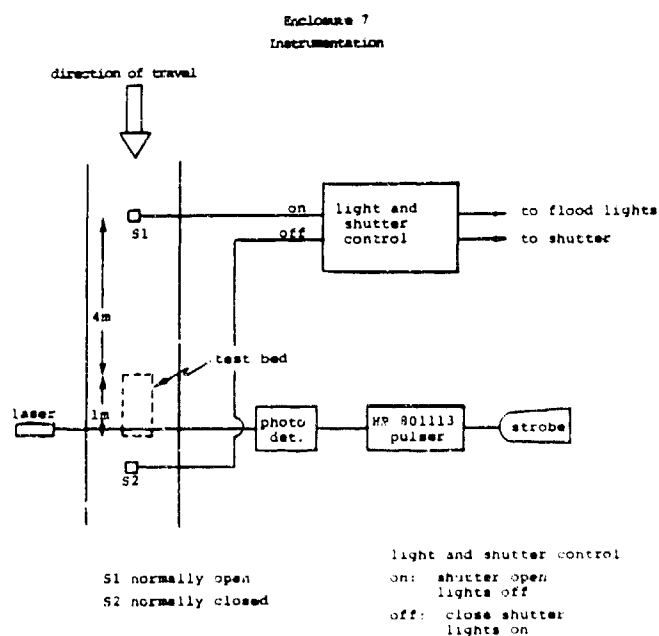 Enclosure 7
Instrumentation
direction of travel
S1
on
off
light and
shutter
control
to flood lights
to shutter
4m
test bed
1m
laser
photo
det.
HP 801113
pulser
strobe
S2
S1 normally open
S2 normally closed
light and shutter control
on: shutter open
lights off
off: close shutter
lights on